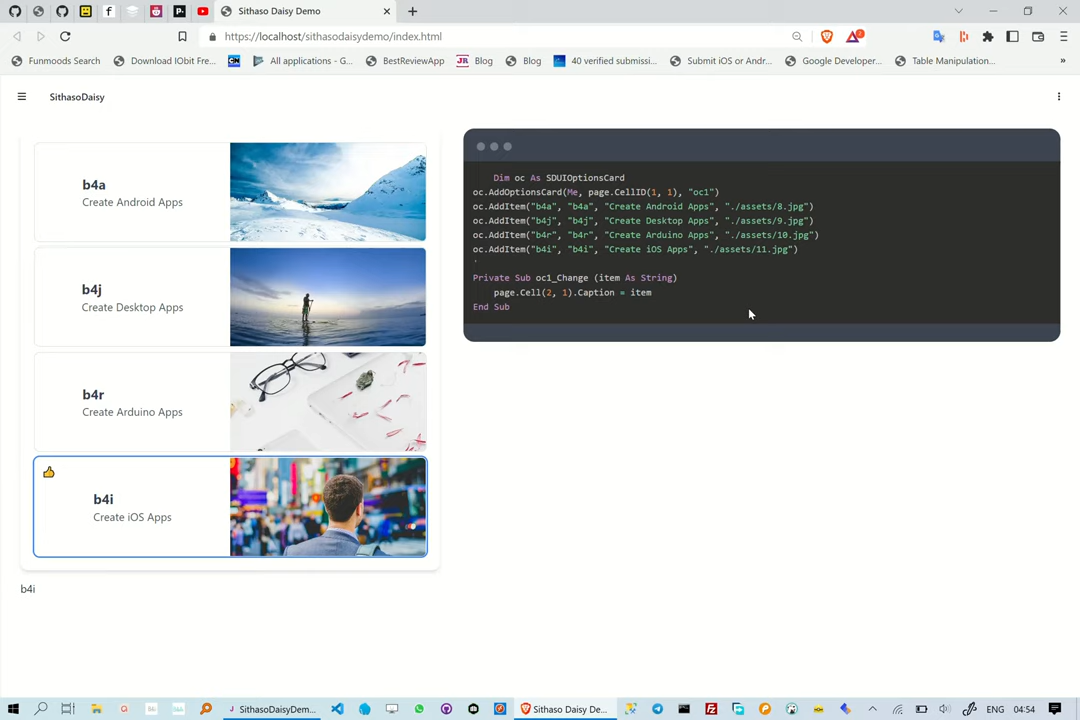 Sithaso Daisy Demo
https://localhost/sithasodaisydemo/index.html
2
Funmoods Search
Download IObit Fre...
All applications - G...
BestReviewApp
JR
Blog
Blog
40 verified submissi...
Submit iOS or Andr...
Google Developer...
Table Manipulation...
»
SithasoDaisy
b4a
Create Android Apps
b4j
Create Desktop Apps
b4r
Create Arduino Apps
b4i
Create iOS Apps
b4i
Dim oc As SDUIOptionsCard
oc.AddOptionsCard(Me, page.CellID(1, 1), "oc1")
oc.AddItem("b4a", "b4a", "Create Android Apps", "./assets/8.jpg")
oc.AddItem("b4j", "b4j", "Create Desktop Apps", "./assets/9.jpg")
oc.AddItem("b4r", "b4r", "Create Arduino Apps", "./assets/10.jpg")
oc.AddItem("b4i", "b4i", "Create iOS Apps", "./assets/11.jpg")
'
Private Sub oc1_Change (item As String)
page.Cell(2, 1).Caption = item
End Sub
SithasoDaisyDem...
Sithaso Daisy De...
ENG
04:54